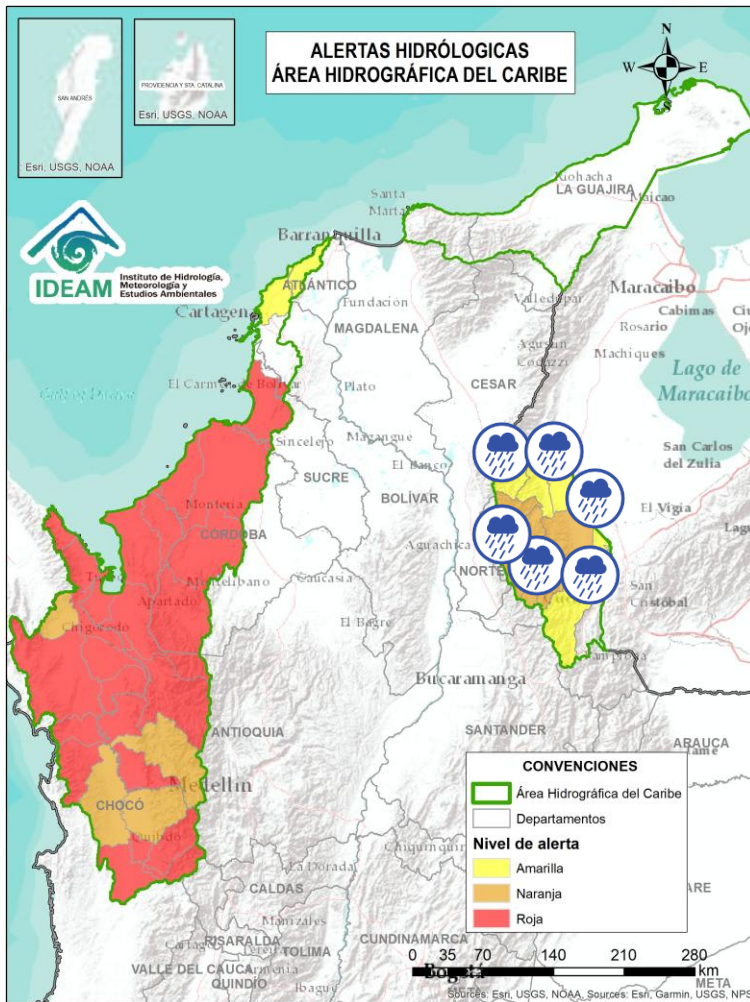 ALERTAS HIDRÓLOGICAS
ÁREA HIDROGRÁFICA DEL CARIBE
N
W
E
S
SAN ANDRÉS
Esri, USGS, NOAA
PROVIDENCIA Y STA. CATALINA
Esri, USGS, NOAA
IDEAM
Instituto de Hidrología,
Meteorología y
Estudios Ambientales
Riohacha
LA GUAJIRA
Maicao
Santa
Marta
Barranquilla
ATLÁNTICO
Cartagena
Fundación
MAGDALENA
Valledupar
Maracaibo
Cabimas
Rosario
Machiques
Agustín
Codazzi
Lago de
Maracaibo
El Carmen de Bolívar
Plato
CESAR
Sincelejo
Magangue
SUCRE
El Banco
BOLÍVAR
San Carlos
del Zulia
El Vigía
Montería
CÓRDOBA
Aguachica
NORTE
Montelíbano
Caucasia
Apartado
San
Cristóbal
Chigorodo
El Bagre
Pamplona
Bucaramanga
ANTIOQUIA
SANTANDER
ARAUCA
Medellín
CHOCÓ
Quibdó
La Dorada
CALDAS
Manizales
RISARALDA
TOLIMA
CUNDINAMARCA
VALLE DEL CAUCA
Armenia
QUINDÍO
Ibagué
Bogotá
META
CONVENCIONES
Área Hidrográfica del Caribe
Departamentos
Nivel de alerta
Amarilla
Naranja
Roja
0 35 70 140 210 280
km
Sources: Esri, USGS, NOAA, Sources: Esri, Garmin, USGS, NPS